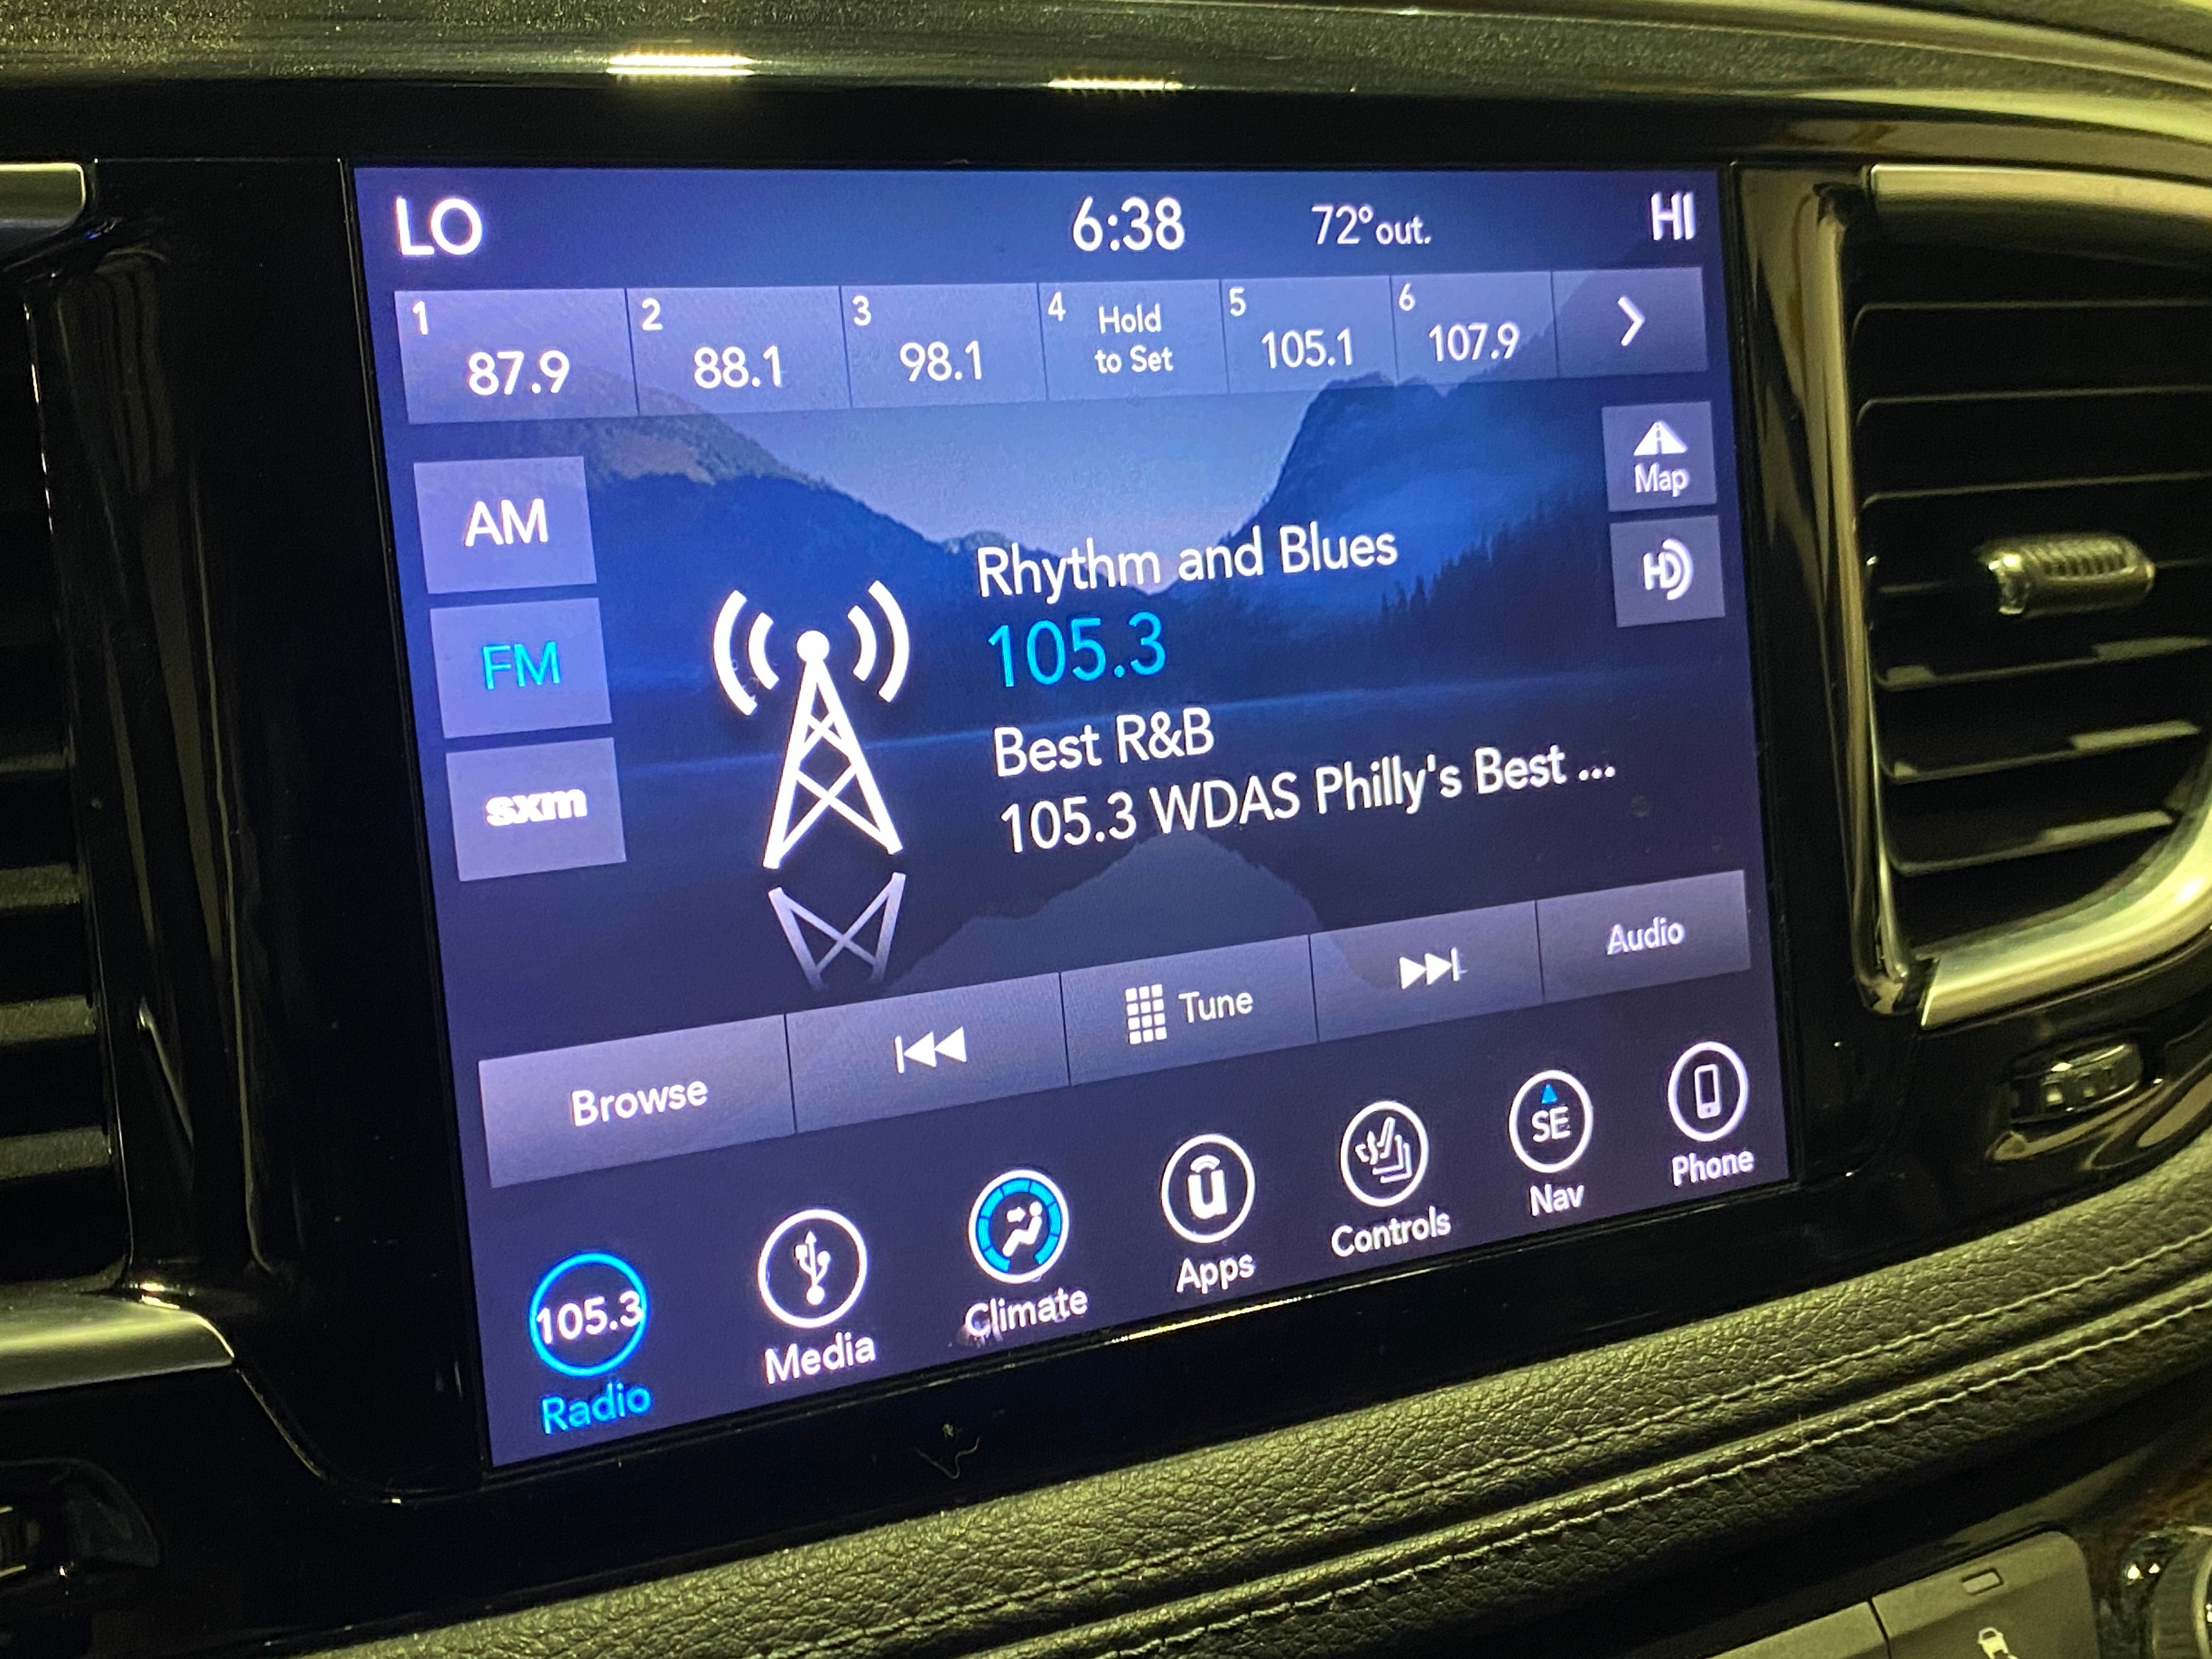 LO 6:38 72°out. HI
1 2 3 4 Hold 5 6
87.9 88.1 98.1 to Set 105.1 107.9
Map
AM
HD
Rhythm and Blues
FM 105.3
Best R&B
sxm 105.3 WDAS Philly's Best ...
Browse Tune Audio
105.3 u SE
Radio Media Climate Apps Controls Nav Phone